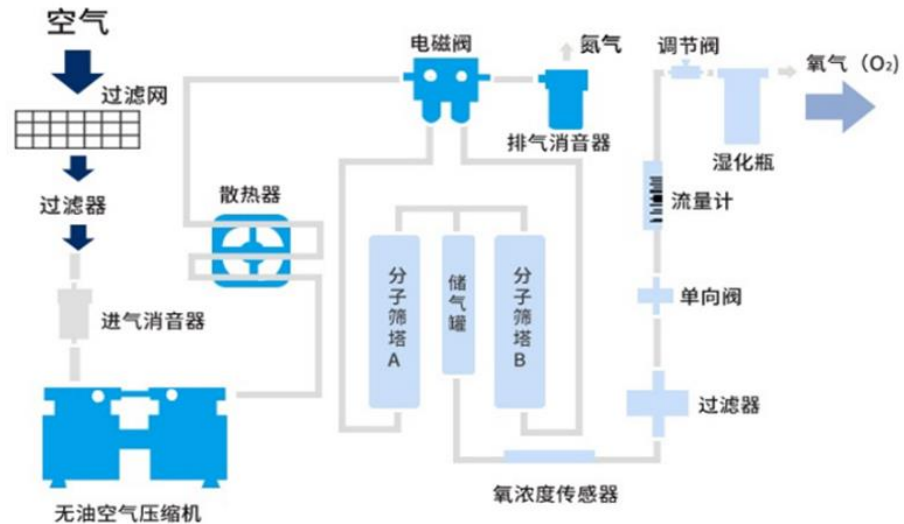 空气
过滤网
过滤器
进气消音器
无油空气压缩机
散热器
电磁阀
氮气
排气消音器
分子筛塔A
储气罐
分子筛塔B
氧浓度传感器
过滤器
单向阀
流量计
调节阀
湿化瓶
氧气（O₂)